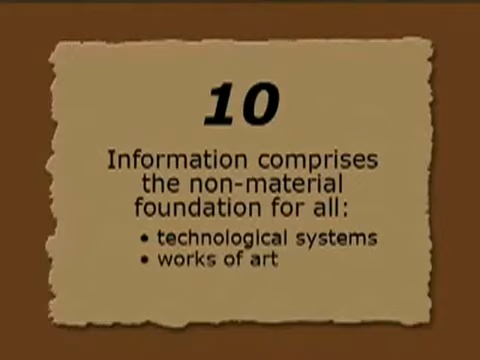 10
Information comprises
the non-material
foundation for all:
• technological systems
• works of art